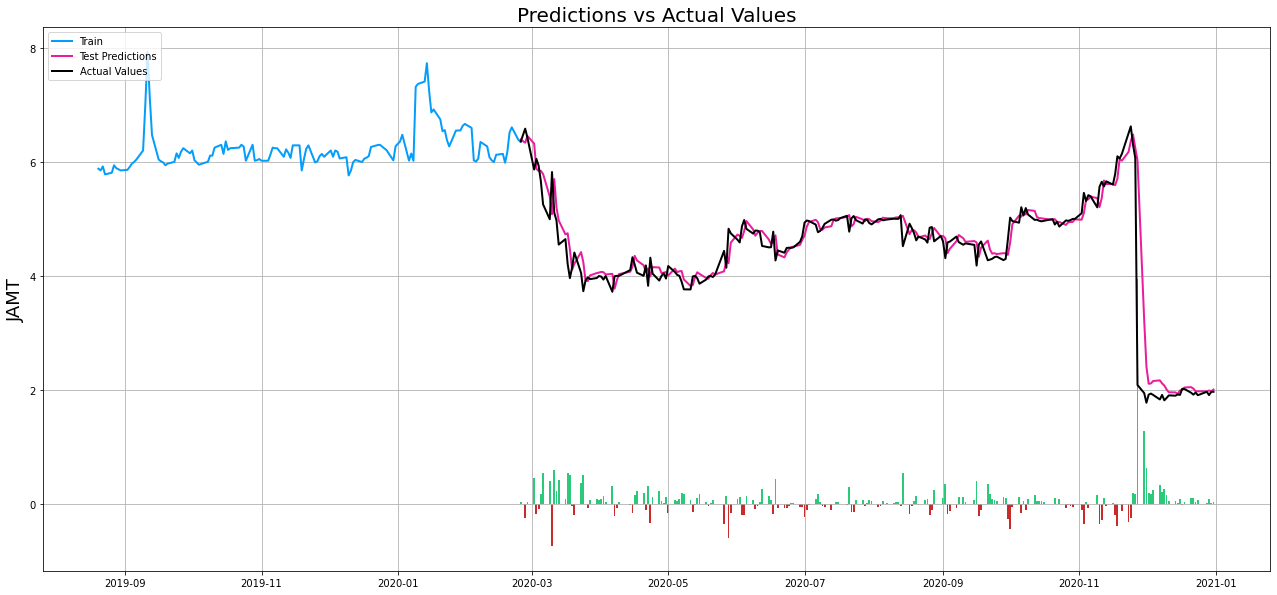 Predictions vs Actual Values
Train
Test Predictions
Actual Values
JAMT
8
6
4
2
0
2019-09
2019-11
2020-01
2020-03
2020-05
2020-07
2020-09
2020-11
2021-01